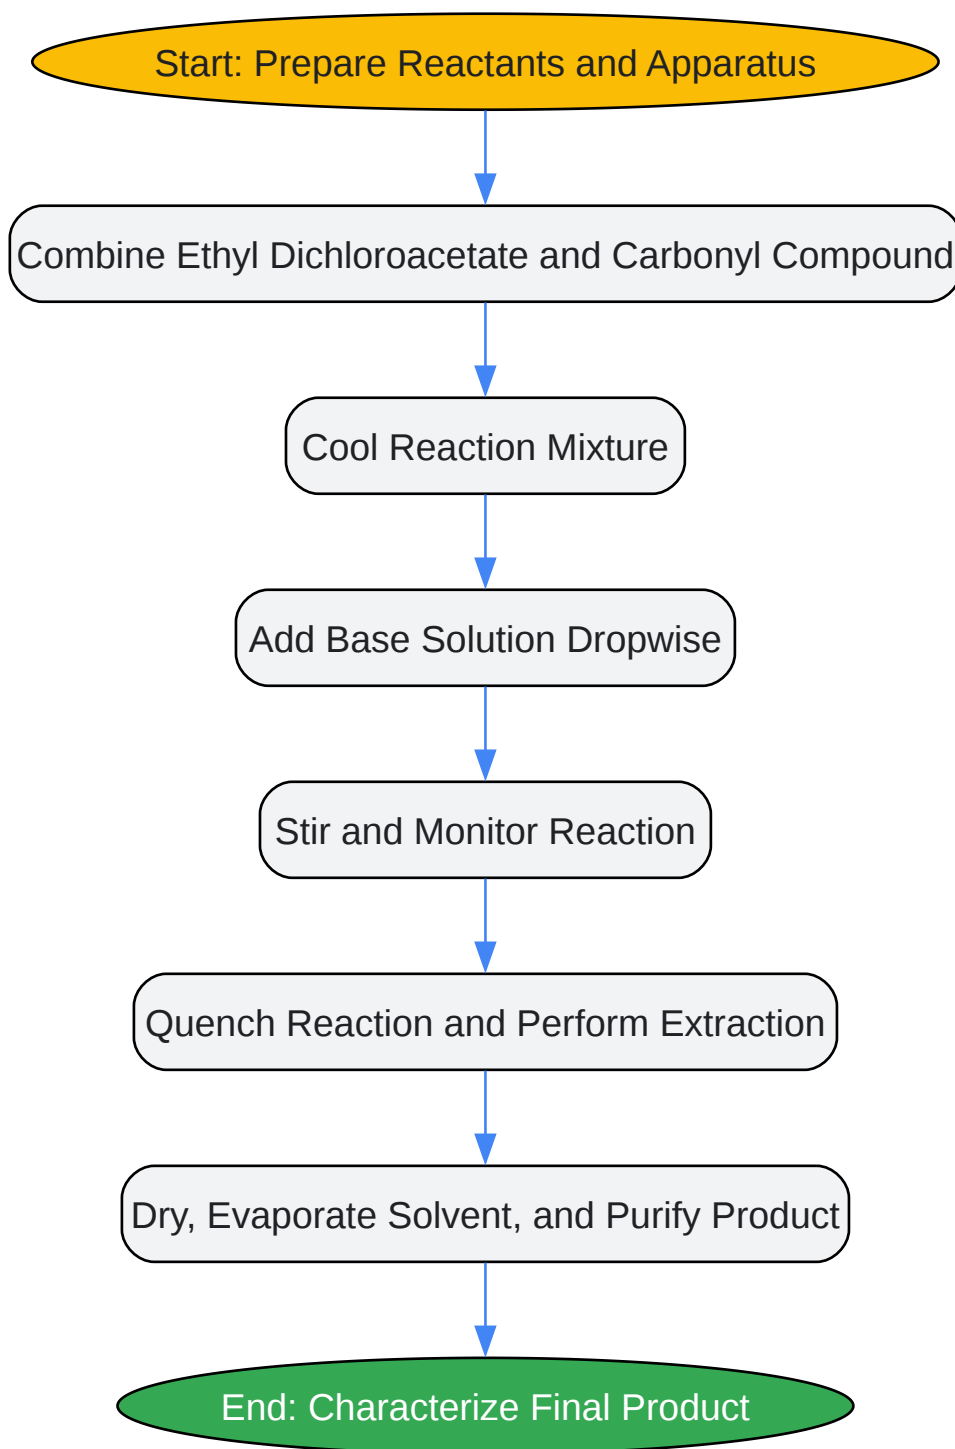 Start: Prepare Reactants and Apparatus
Combine Ethyl Dichloroacetate and Carbonyl Compound
Cool Reaction Mixture
Add Base Solution Dropwise
Stir and Monitor Reaction
Quench Reaction and Perform Extraction
Dry, Evaporate Solvent, and Purify Product
End: Characterize Final Product